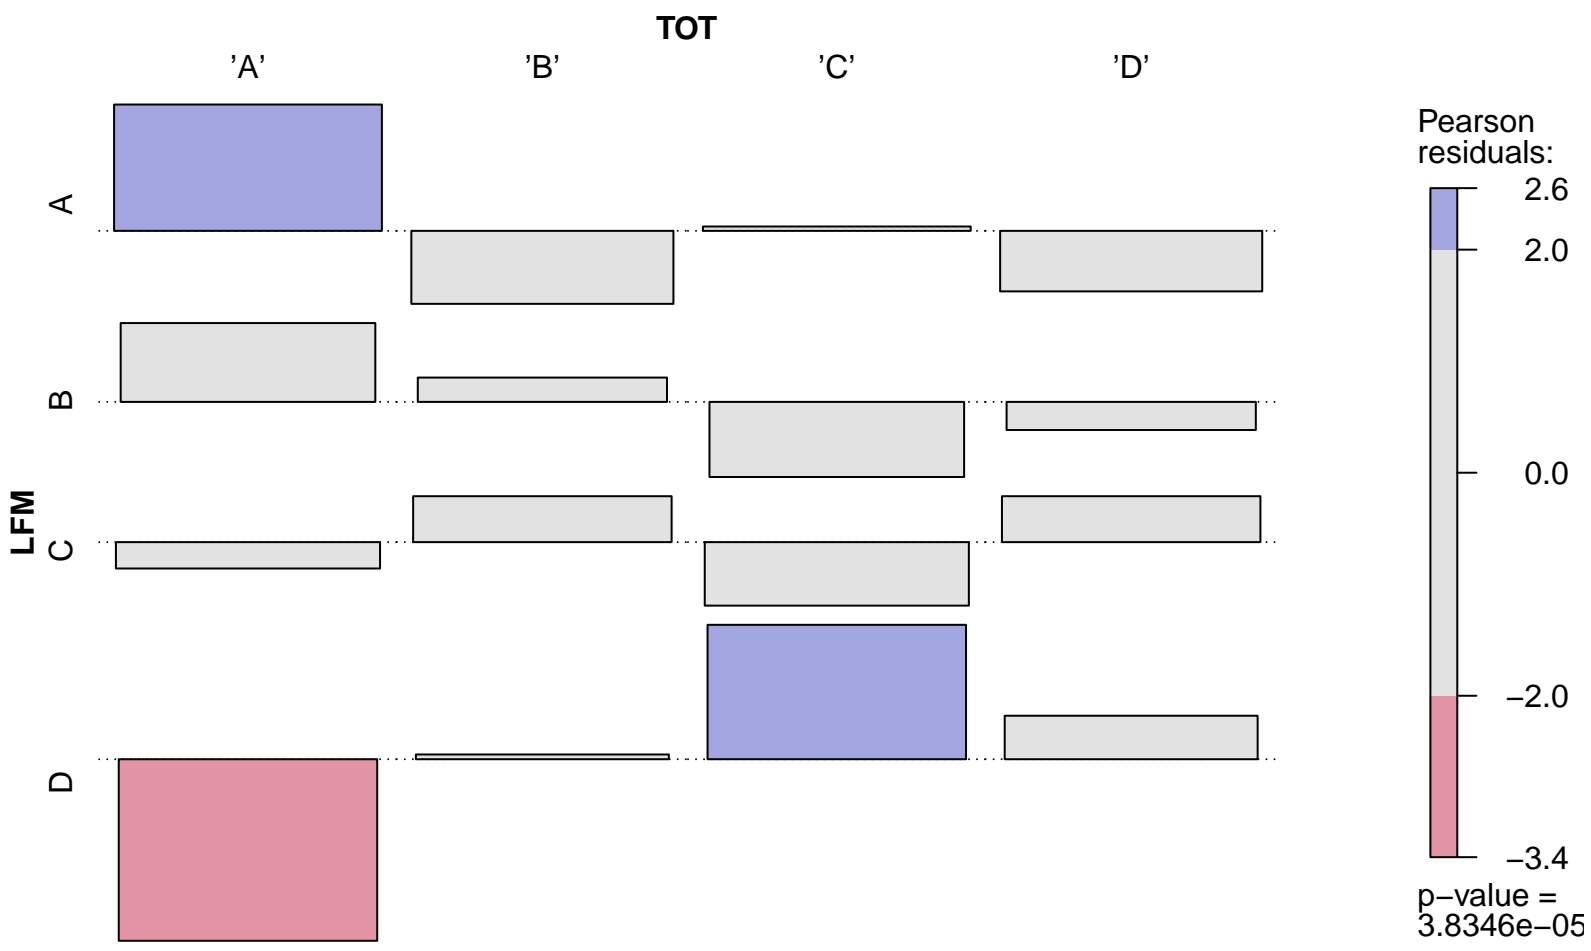 TOT
’A’ ’B’ ’C’ ’D’
LFM
A
B
C
D
Pearson
residuals:
2.6
2.0
0.0
−2.0
−3.4
p−value =
3.8346e−05